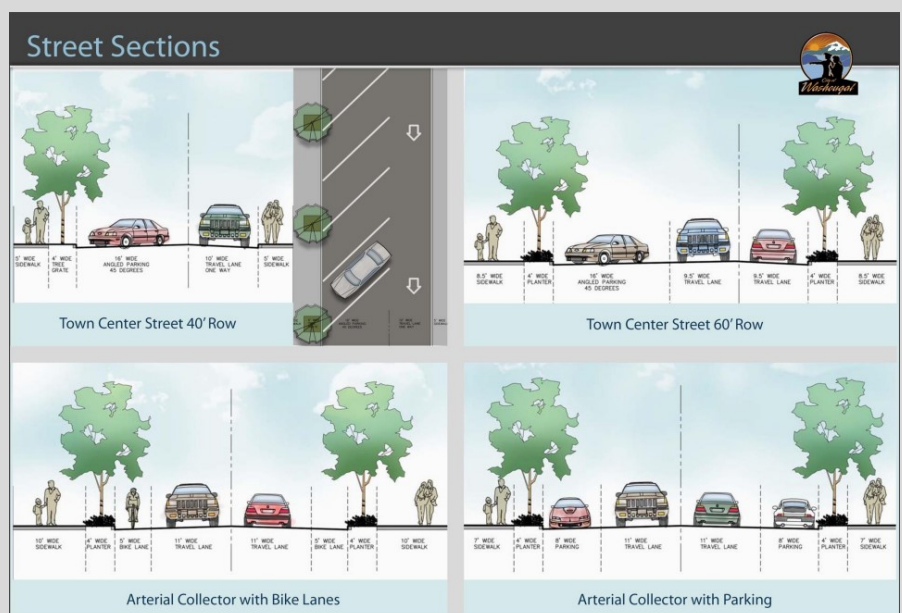 Street Sections
City of
Washougal
5' WIDE
SIDEWALK
4' WIDE
TREE
GRATE
16' WIDE
ANGLED PARKING
45 DEGREES
10' WIDE
TRAVEL LANE
ONE WAY
5' WIDE
SIDEWALK
Town Center Street 40' Row
8.5' WIDE
SIDEWALK
4' WIDE
PLANTER
16' WIDE
ANGLED PARKING
45 DEGREES
9.5' WIDE
TRAVEL LANE
9.5' WIDE
TRAVEL LANE
4' WIDE
PLANTER
8.5' WIDE
SIDEWALK
Town Center Street 60' Row
10' WIDE
SIDEWALK
4' WIDE
PLANTER
5' WIDE
BIKE LANE
11' WIDE
TRAVEL LANE
11' WIDE
TRAVEL LANE
5' WIDE
BIKE LANE
4' WIDE
PLANTER
10' WIDE
SIDEWALK
Arterial Collector with Bike Lanes
7' WIDE
SIDEWALK
4' WIDE
PLANTER
8' WIDE
PARKING
11' WIDE
TRAVEL LANE
11' WIDE
TRAVEL LANE
8' WIDE
PARKING
4' WIDE
PLANTER
7' WIDE
SIDEWALK
Arterial Collector with Parking